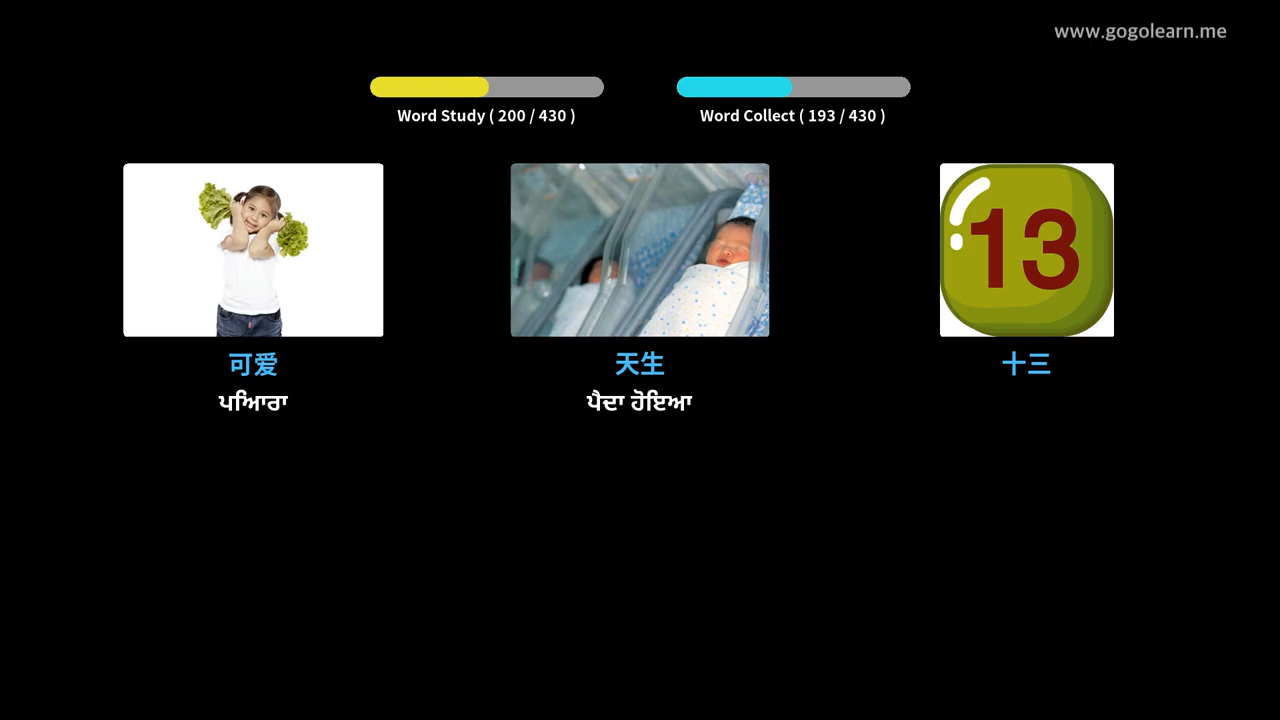 www.gogolearn.me
Word Study ( 200 / 430 )
Word Collect ( 193 / 430 )
13
可爱
天生
十三
ਪਿਆਰਾ
ਪੈਦਾ ਹੋਇਆ